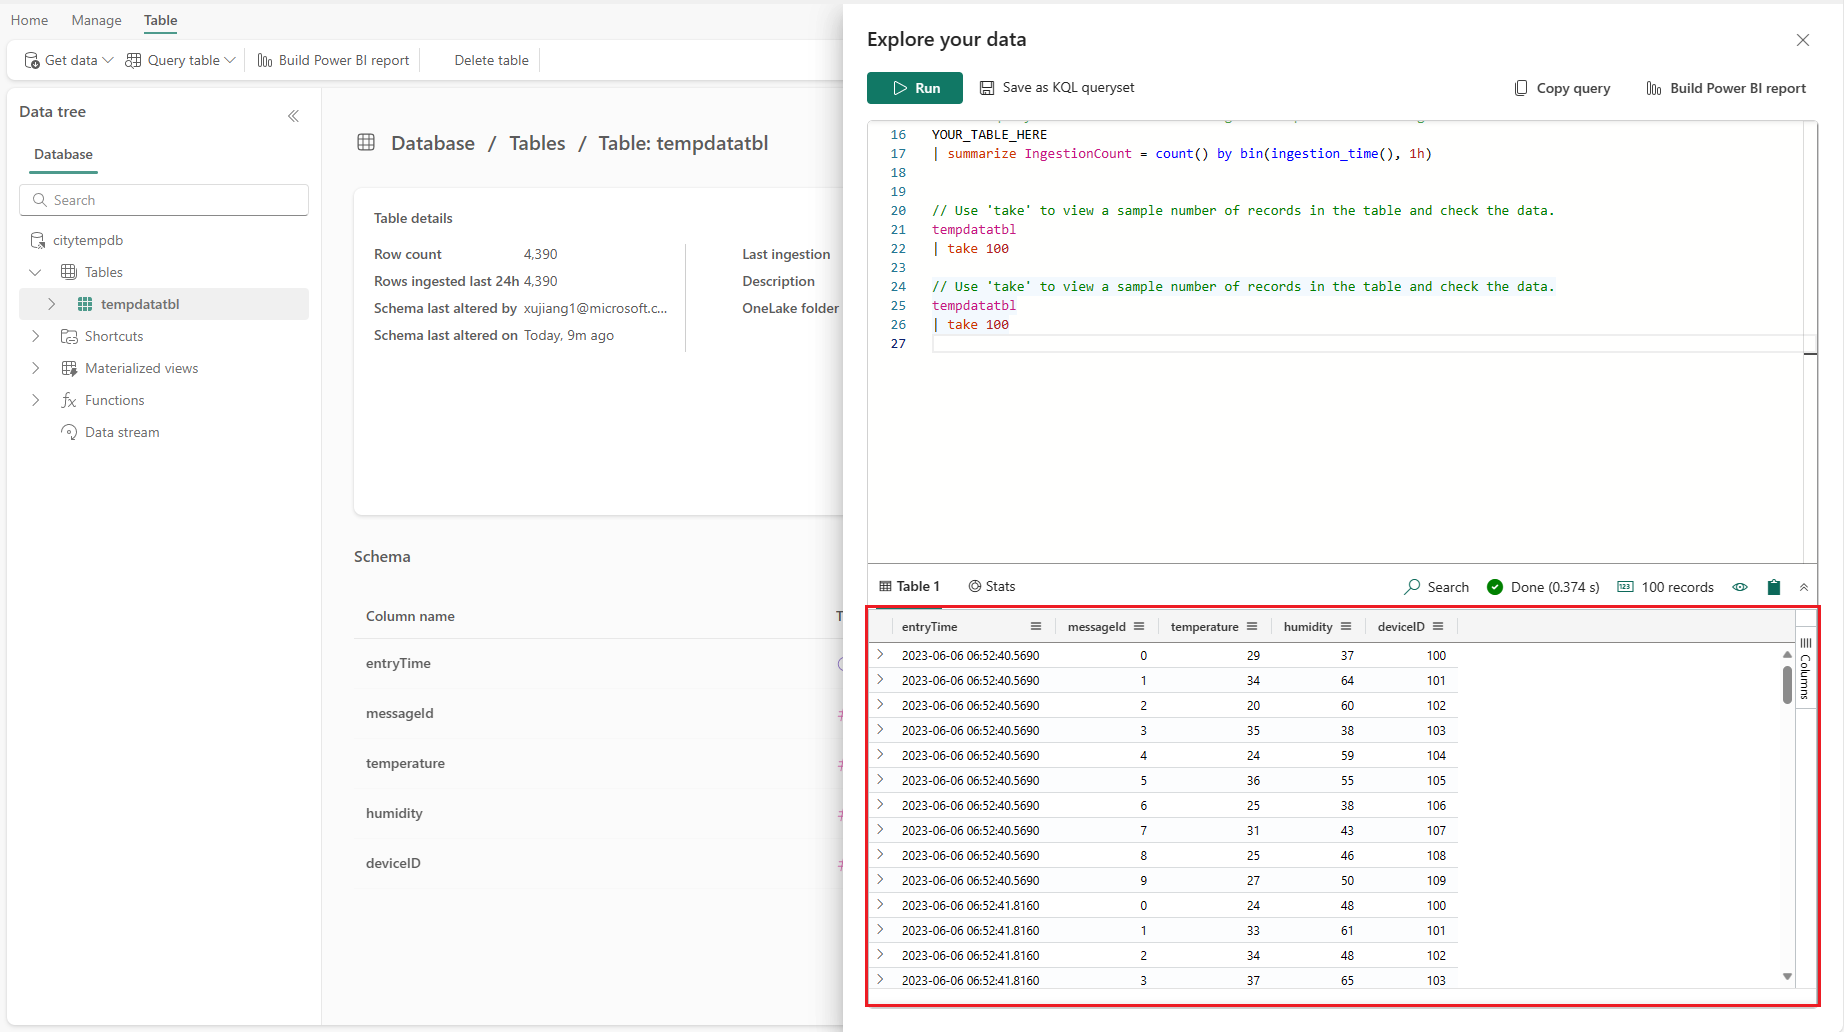 Home Manage Table
Get data Query table Build Power BI report Delete table
Data tree
Database
Search
citytempdb
Tables
tempdatatbl
Shortcuts
Materialized views
Functions
Data stream
Database / Tables / Table: tempdatatbl
Table details
Row count 4,390
Rows ingested last 24h 4,390
Schema last altered by xujiang1@microsoft.c...
Schema last altered on Today, 9m ago
Last ingestion
Description
OneLake folder
Schema
Column name
entryTime
messageId
temperature
humidity
deviceID
Explore your data
Run Save as KQL queryset Copy query Build Power BI report
16 YOUR_TABLE_HERE
17 | summarize IngestionCount = count() by bin(ingestion_time(), 1h)
18
19
20 // Use 'take' to view a sample number of records in the table and check the data.
21 tempdatatbl
22 | take 100
23
24 // Use 'take' to view a sample number of records in the table and check the data.
25 tempdatatbl
26 | take 100
27
Table 1 Stats Search Done (0.374 s) 123 100 records
entryTime messageId temperature humidity deviceID
2023-06-06 06:52:40.5690 0 29 37 100
2023-06-06 06:52:40.5690 1 34 64 101
2023-06-06 06:52:40.5690 2 20 60 102
2023-06-06 06:52:40.5690 3 35 38 103
2023-06-06 06:52:40.5690 4 24 59 104
2023-06-06 06:52:40.5690 5 36 55 105
2023-06-06 06:52:40.5690 6 25 38 106
2023-06-06 06:52:40.5690 7 31 43 107
2023-06-06 06:52:40.5690 8 25 46 108
2023-06-06 06:52:40.5690 9 27 50 109
2023-06-06 06:52:41.8160 0 24 48 100
2023-06-06 06:52:41.8160 1 33 61 101
2023-06-06 06:52:41.8160 2 34 48 102
2023-06-06 06:52:41.8160 3 37 65 103
Columns